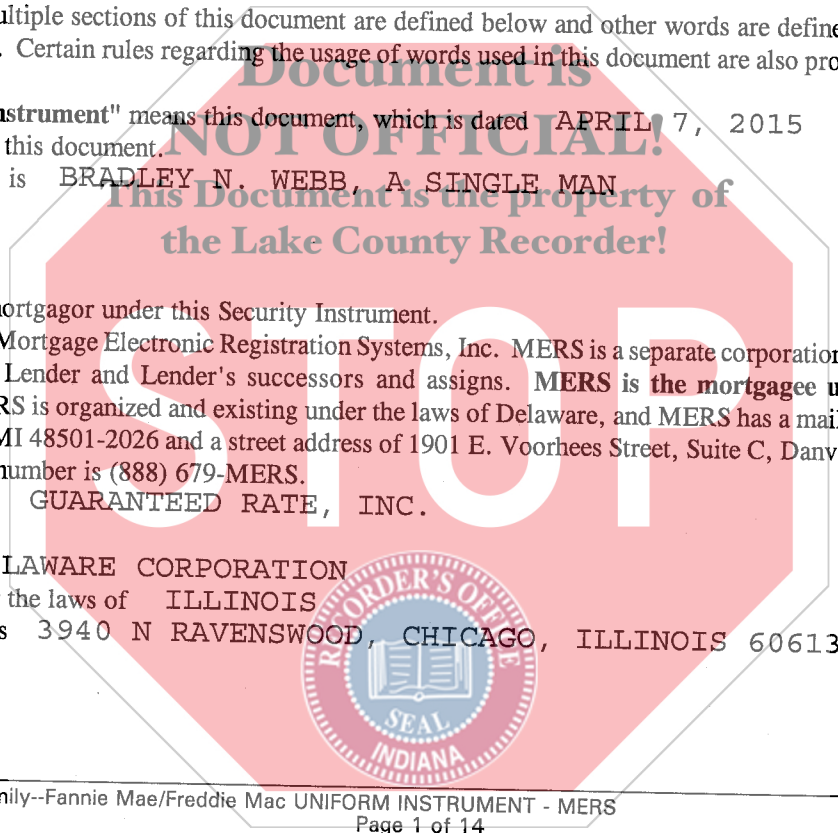 ultiple sections of this document are defined below and other words are define
. Certain rules regarding the usage of words used in this document are also pro
Document is
nstrument" means this document, which is dated APRIL 7, 2015
NOT OFFICIAL!
this document.
is BRADLEY N. WEBB, A SINGLE MAN
This Document is the property of
the Lake County Recorder!
ortgagor under this Security Instrument.
Mortgage Electronic Registration Systems, Inc. MERS is a separate corporation
Lender and Lender's successors and assigns. MERS is the mortgagee u
RS is organized and existing under the laws of Delaware, and MERS has a mail
MI 48501-2026 and a street address of 1901 E. Voorhees Street, Suite C, Danv
number is (888) 679-MERS.
STOP
GUARANTEED RATE, INC.
LAWARE CORPORATION
the laws of ILLINOIS
s 3940 N RAVENSWOOD, CHICAGO, ILLINOIS 60613
RECORDER'S OFFICE
SEAL
INDIANA
mily--Fannie Mae/Freddie Mac UNIFORM INSTRUMENT - MERS
Page 1 of 14